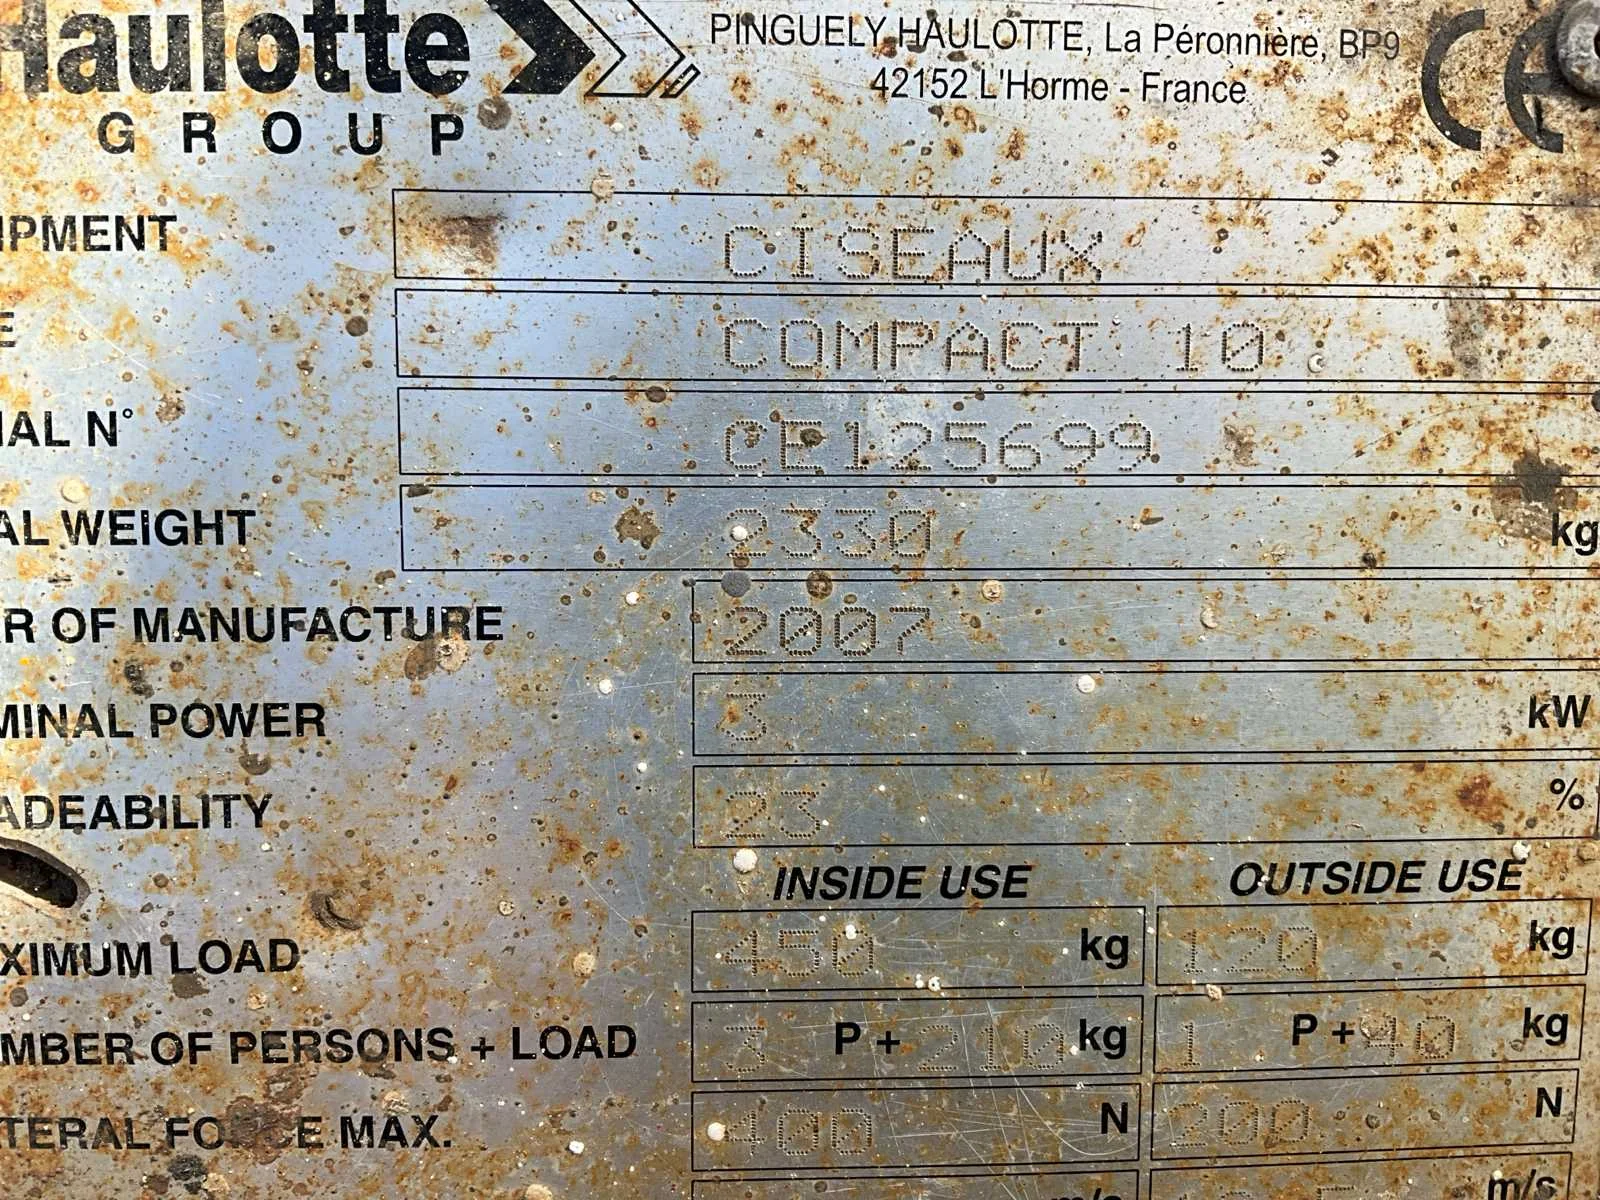 Haulotte
GROUP
PINGUELY HAULOTTE, La Péronnière, BP9
42152 L'Horme - France
CE
IPMENT CISEAUX
E COMPACT 10
IAL N° CE125699
AL WEIGHT 2330 kg
R OF MANUFACTURE 2007
MINAL POWER 3 kW
ADEABILITY 23 %
INSIDE USE OUTSIDE USE
XIMUM LOAD 450 kg 120 kg
MBER OF PERSONS + LOAD 3 P + 210 kg 1 P + 40 kg
TERAL FORCE MAX. 400 N 200 N
m/s m/s